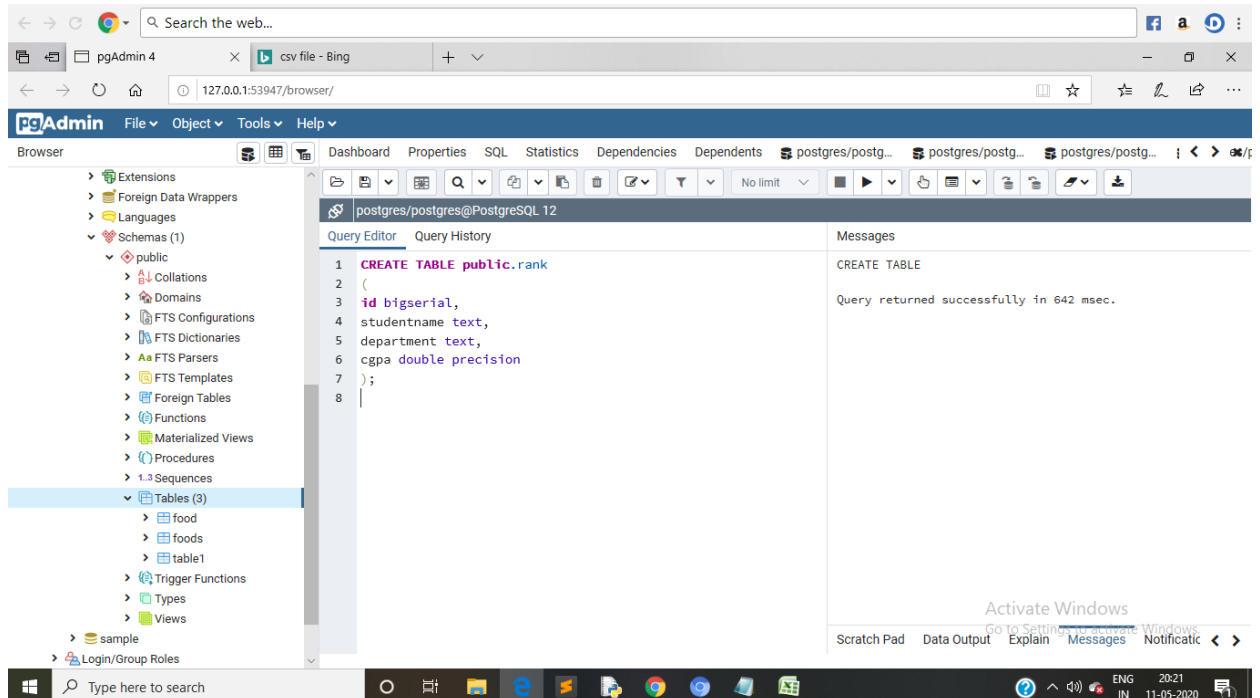 Search the web...
pgAdmin 4
csv file - Bing
127.0.0.1:53947/browser/
pgAdmin File Object Tools Help
Browser
Dashboard Properties SQL Statistics Dependencies Dependents postgres/postg... postgres/postg... postgres/postg...
Extensions
Foreign Data Wrappers
Languages
Schemas (1)
public
Collations
Domains
FTS Configurations
FTS Dictionaries
Aa FTS Parsers
FTS Templates
Foreign Tables
Functions
Materialized Views
Procedures
1..3 Sequences
Tables (3)
food
foods
table1
Trigger Functions
Types
Views
sample
Login/Group Roles
No limit
postgres/postgres@PostgreSQL 12
Query Editor Query History
1 CREATE TABLE public.rank
2 (
3 id bigserial,
4 studentname text,
5 department text,
6 cgpa double precision
7 );
8
Messages
CREATE TABLE
Query returned successfully in 642 msec.
Activate Windows
Go to Settings to activate Windows.
Scratch Pad Data Output Explain Messages Notificatic
Type here to search
ENG
IN
20:21
11-05-2020